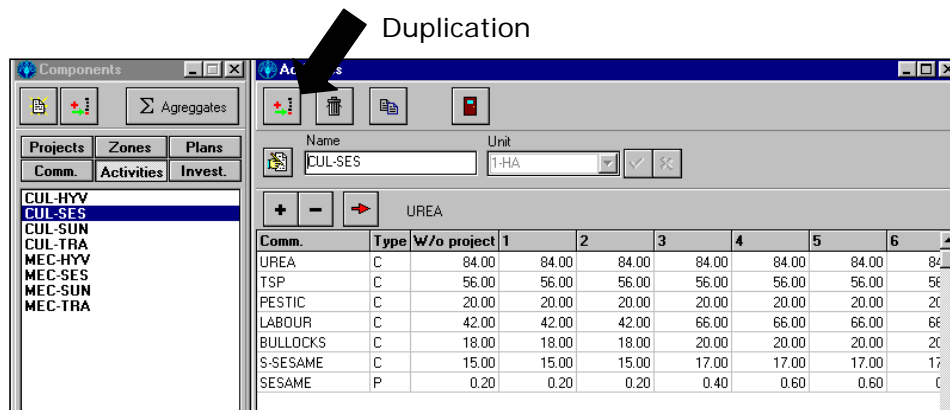 Duplication
Components
Σ Agreggates
Projects Zones Plans
Comm. Activities Invest.
CUL-HYV
CUL-SES
CUL-SUN
CUL-TRA
MEC-HYV
MEC-SES
MEC-SUN
MEC-TRA
Name Unit
CUL-SES 1-HA
+ - UREA
Comm. Type W/o project 1 2 3 4 5 6
UREA C 84.00 84.00 84.00 84.00 84.00 84.00
TSP C 56.00 56.00 56.00 56.00 56.00 56.00
PESTIC C 20.00 20.00 20.00 20.00 20.00 20.00
LABOUR C 42.00 42.00 42.00 66.00 66.00 66.00
BULLOCKS C 18.00 18.00 18.00 20.00 20.00 20.00
S-SESAME C 15.00 15.00 15.00 17.00 17.00 17.00
SESAME P 0.20 0.20 0.20 0.40 0.60 0.60